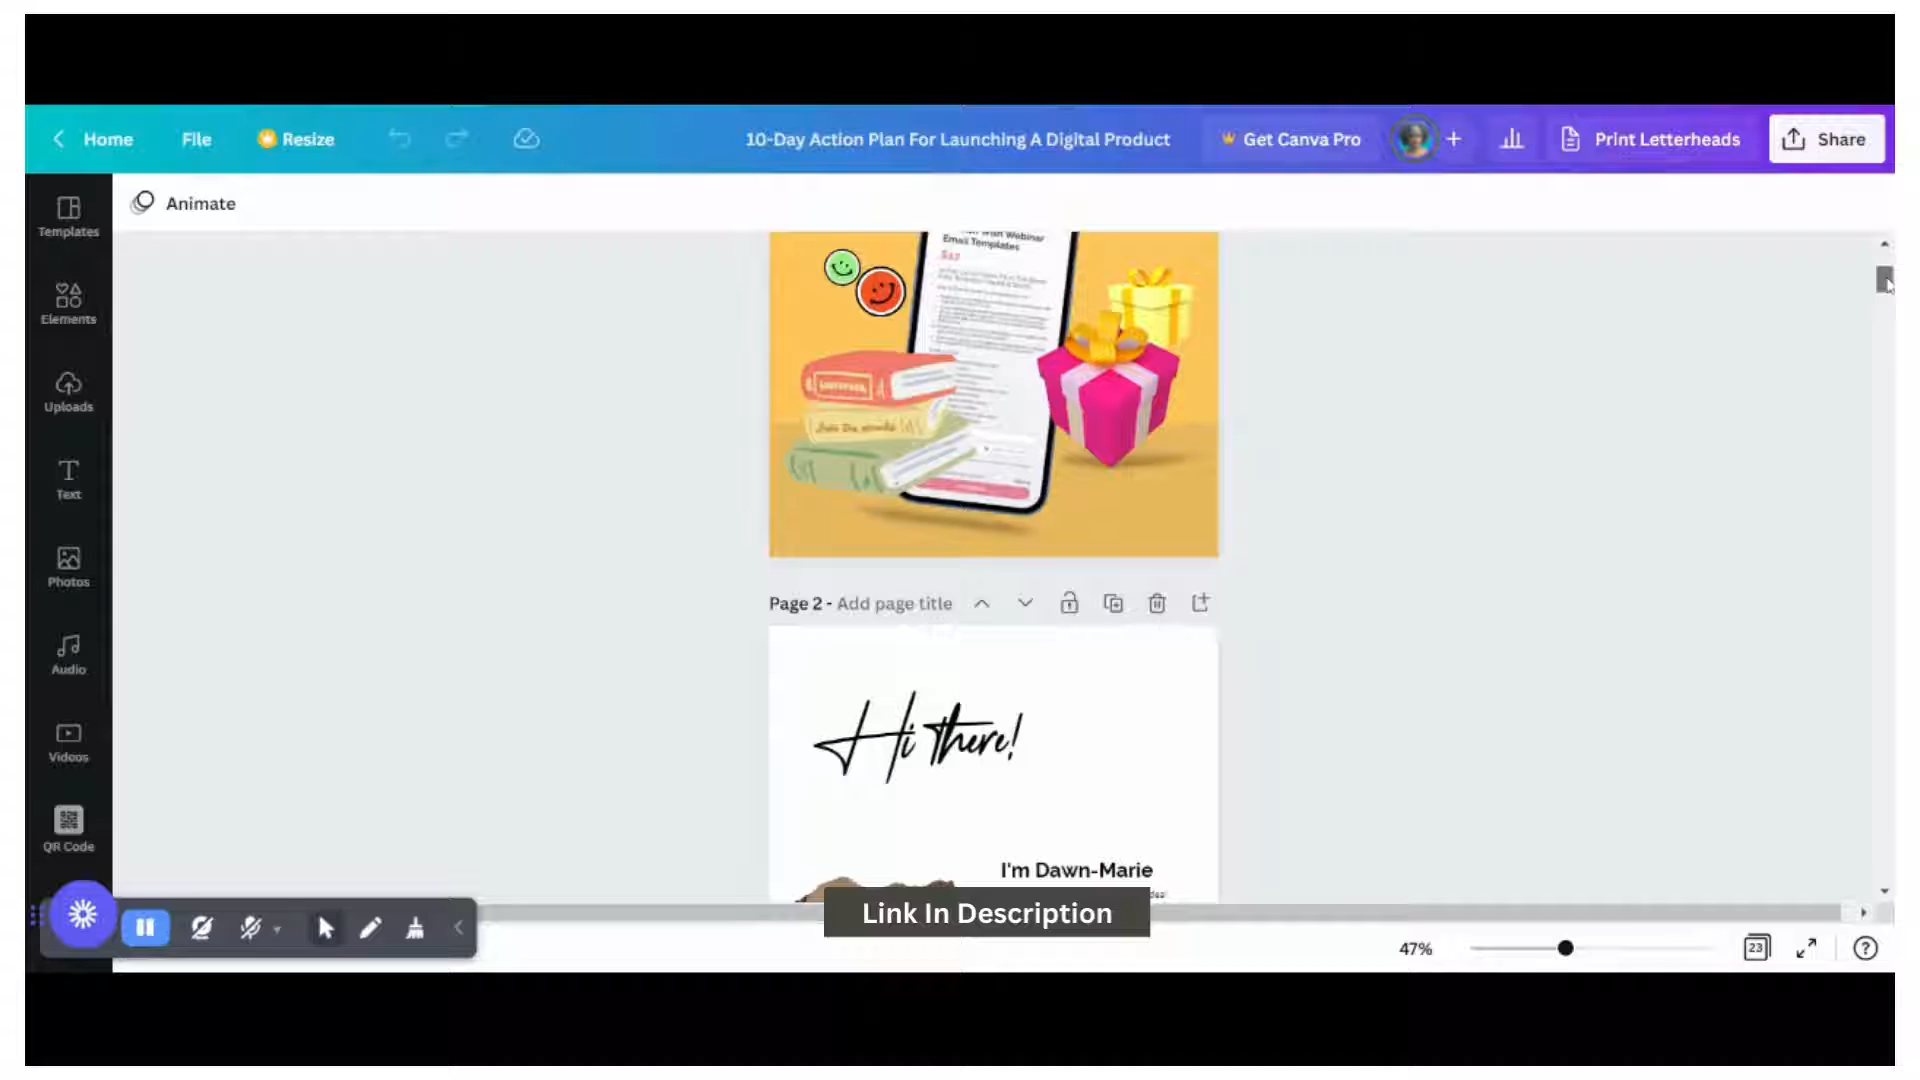 Home
File
Resize
10-Day Action Plan For Launching A Digital Product
Get Canva Pro
+
Print Letterheads
Share
Animate
Templates
Elements
Uploads
Text
Photos
Audio
Videos
QR Code
With Webinar
Email Templates
Page 2 - Add page title
Hi there!
I'm Dawn-Marie
Link In Description
47%
23
?